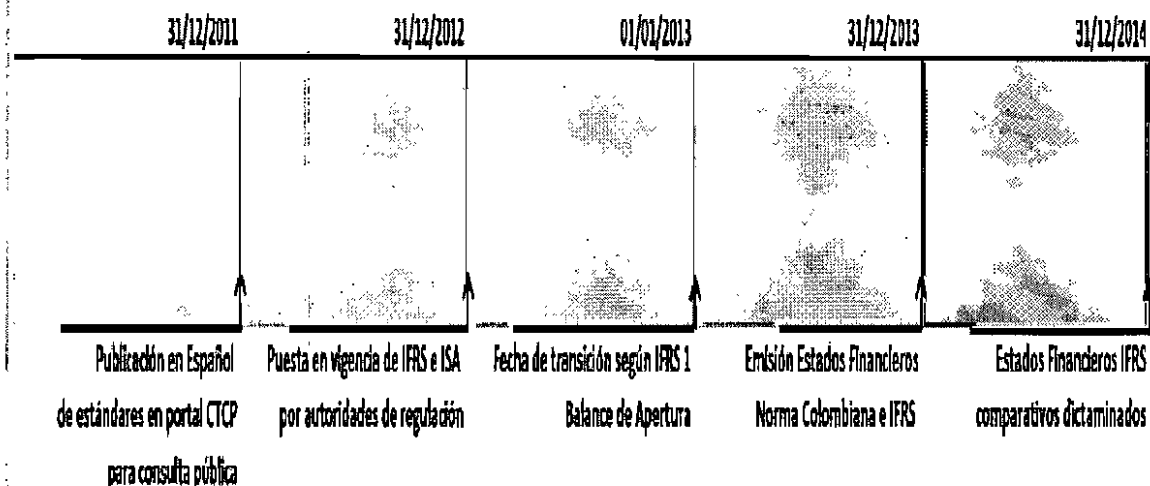 31/12/2011 31/12/2012 01/01/2013 31/12/2013 31/12/2014
Publicación en Español
de estándares en portal CTCP
para consulta pública
Puesta en vigencia de IFRS e ISA
por autoridades de regulación
Fecha de transición según IFRS 1
Balance de Apertura
Emisión Estados Financieros
Norma Colombiana e IFRS
Estados Financieros IFRS
comparativos dictaminados